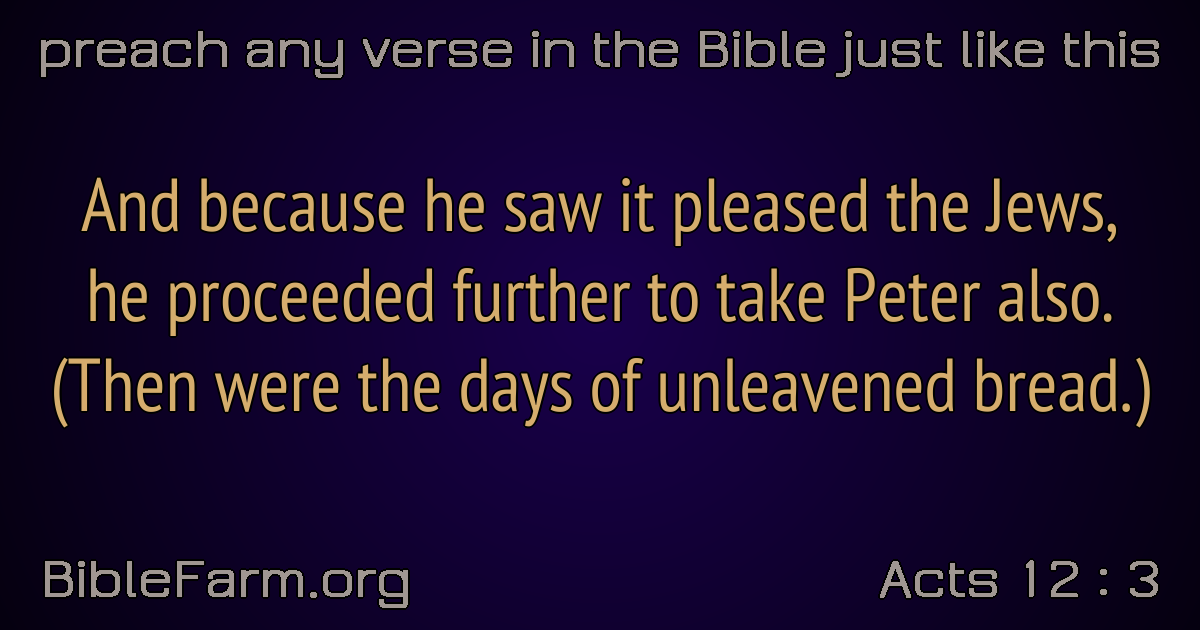 preach any verse in the Bible just like this
And because he saw it pleased the Jews,
he proceeded further to take Peter also.
(Then were the days of unleavened bread.)
BibleFarm.org
Acts 12 : 3